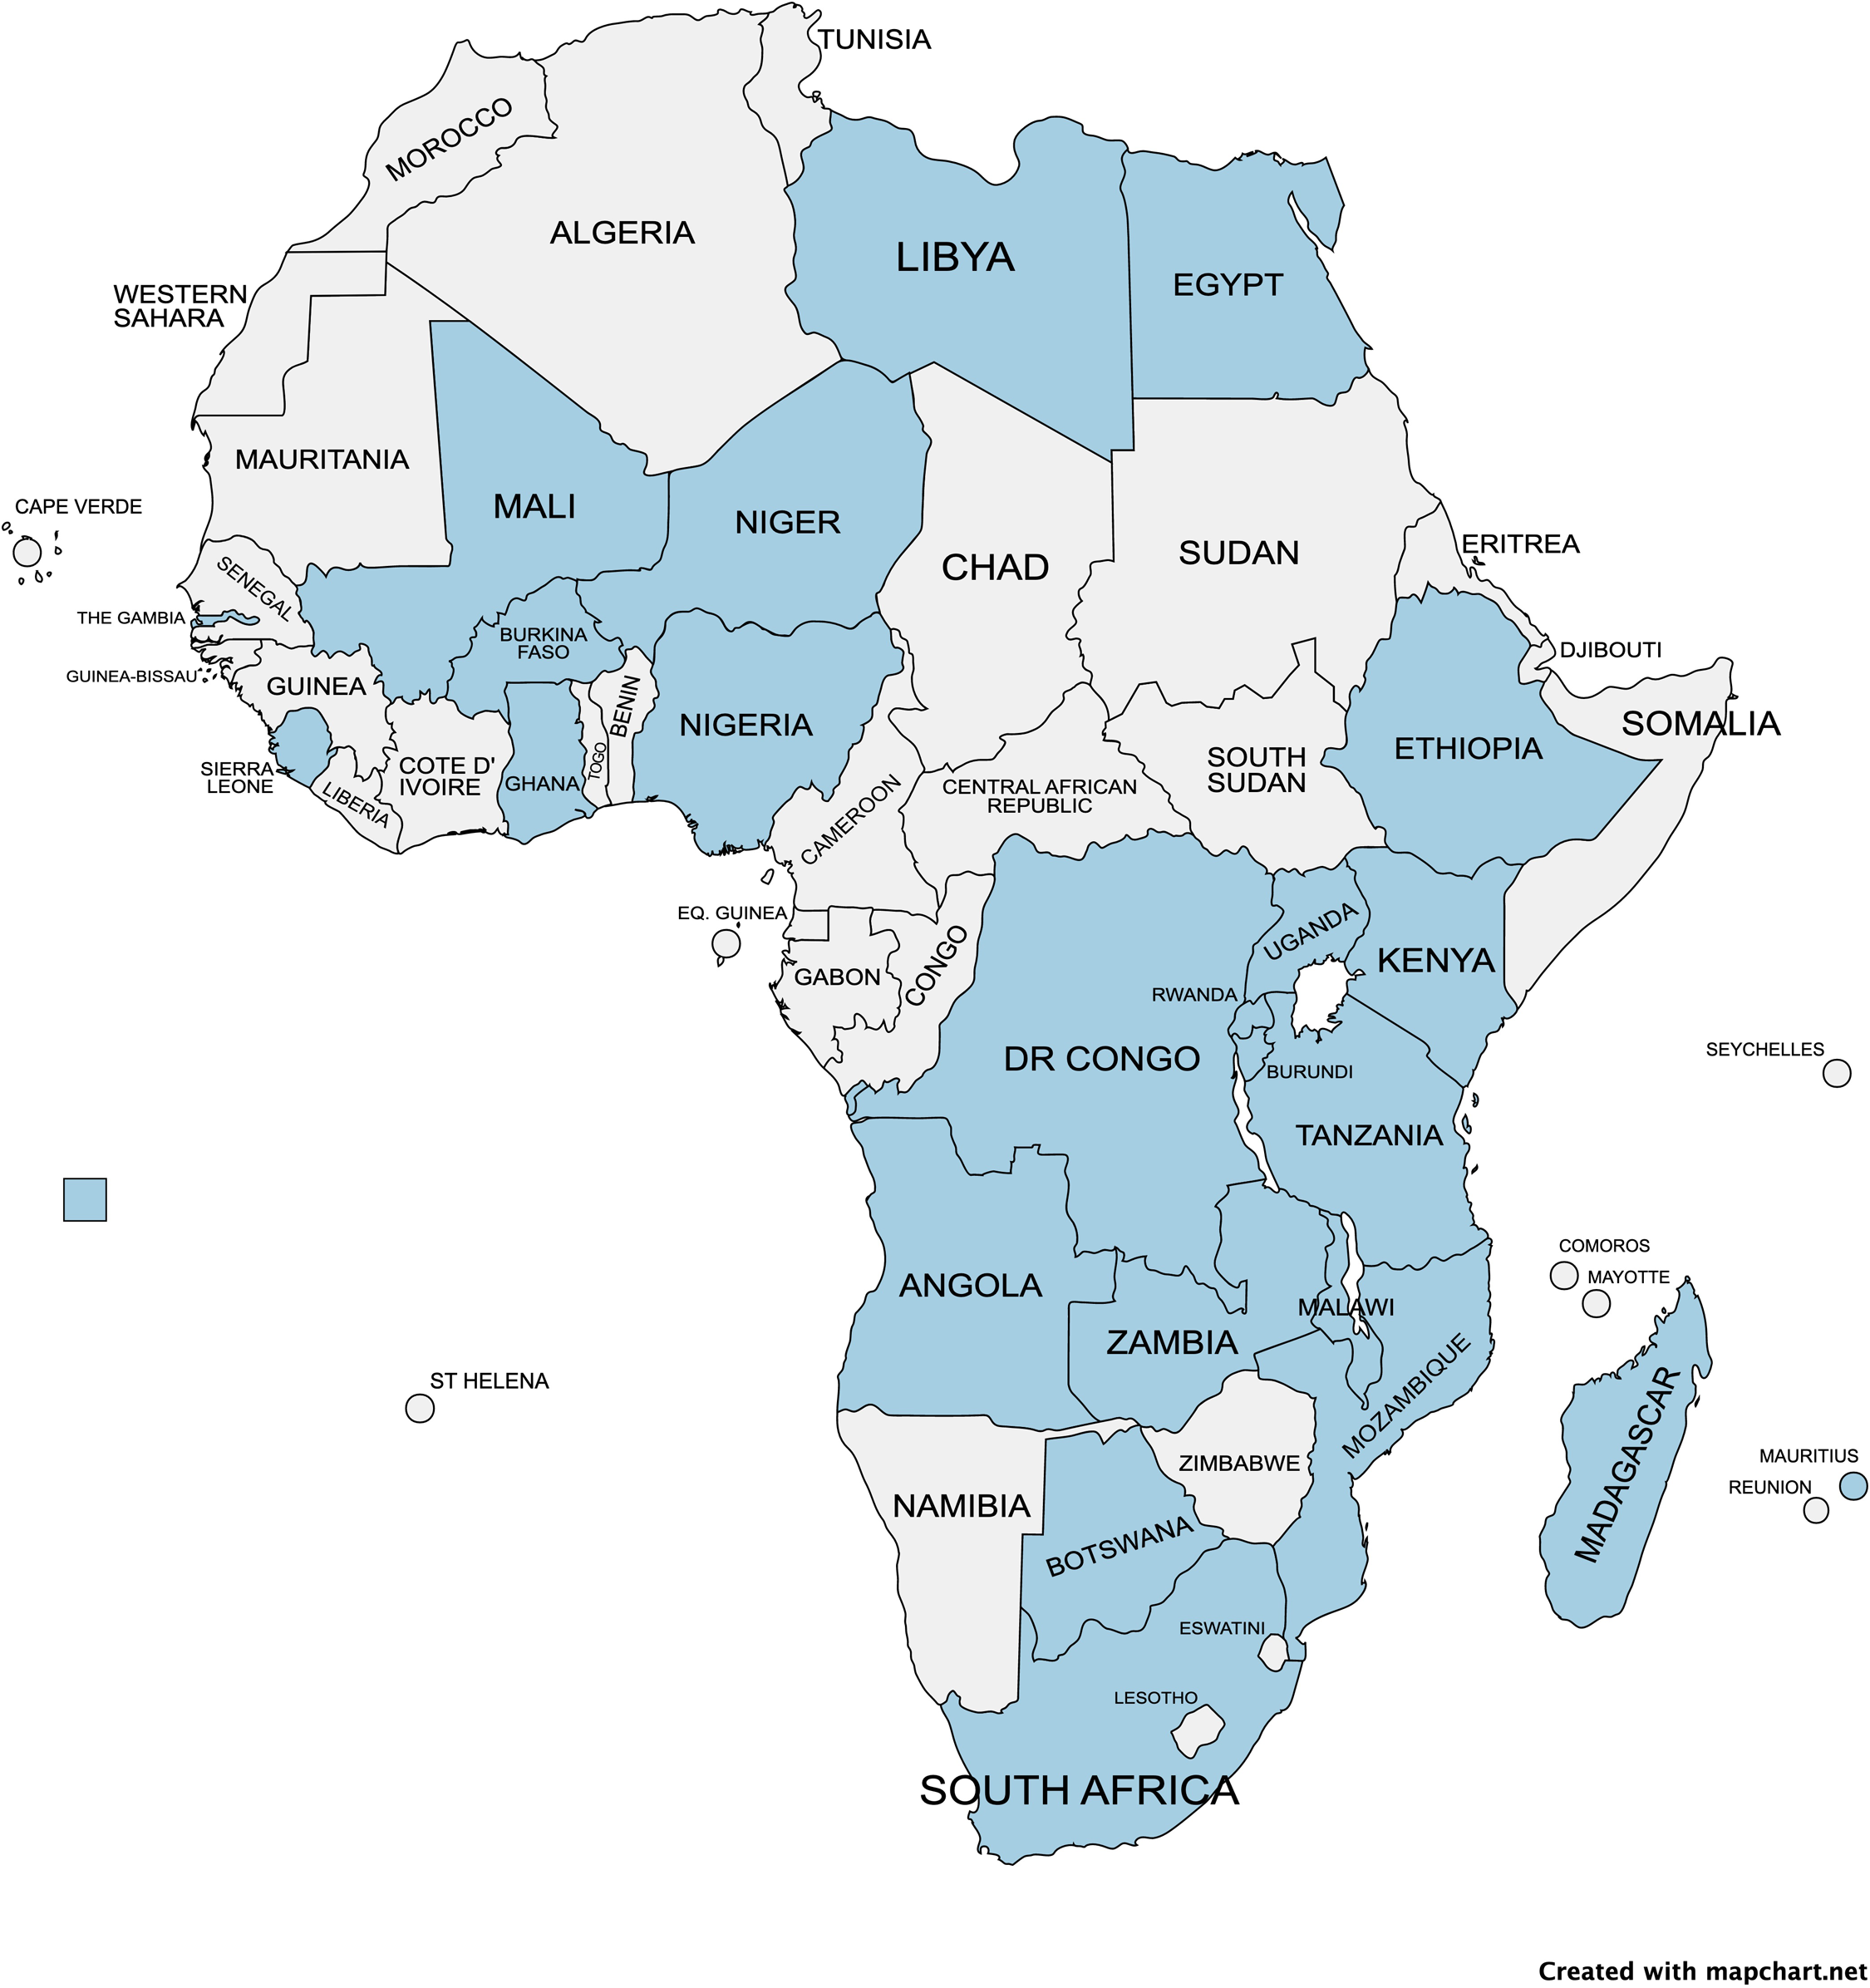 TUNISIA
MOROCCO
ALGERIA
LIBYA
EGYPT
WESTERN
SAHARA
MAURITANIA
MALI
NIGER
CAPE VERDE
CHAD
SUDAN
ERITREA
SENEGAL
THE GAMBIA
BURKINA
FASO
DJIBOUTI
GUINEA-BISSAU
GUINEA
BENIN
NIGERIA
SOMALIA
ETHIOPIA
SIERRA
LEONE
COTE D'
IVOIRE
GHANA
TOGO
LIBERIA
SOUTH
SUDAN
CENTRAL AFRICAN
REPUBLIC
CAMEROON
EQ. GUINEA
UGANDA
KENYA
GABON
CONGO
RWANDA
DR CONGO
SEYCHELLES
BURUNDI
TANZANIA
COMOROS
MAYOTTE
ANGOLA
MALAWI
ZAMBIA
ST HELENA
MOZAMBIQUE
MADAGASCAR
ZIMBABWE
MAURITIUS
REUNION
NAMIBIA
BOTSWANA
ESWATINI
LESOTHO
SOUTH AFRICA
Created with mapchart.net